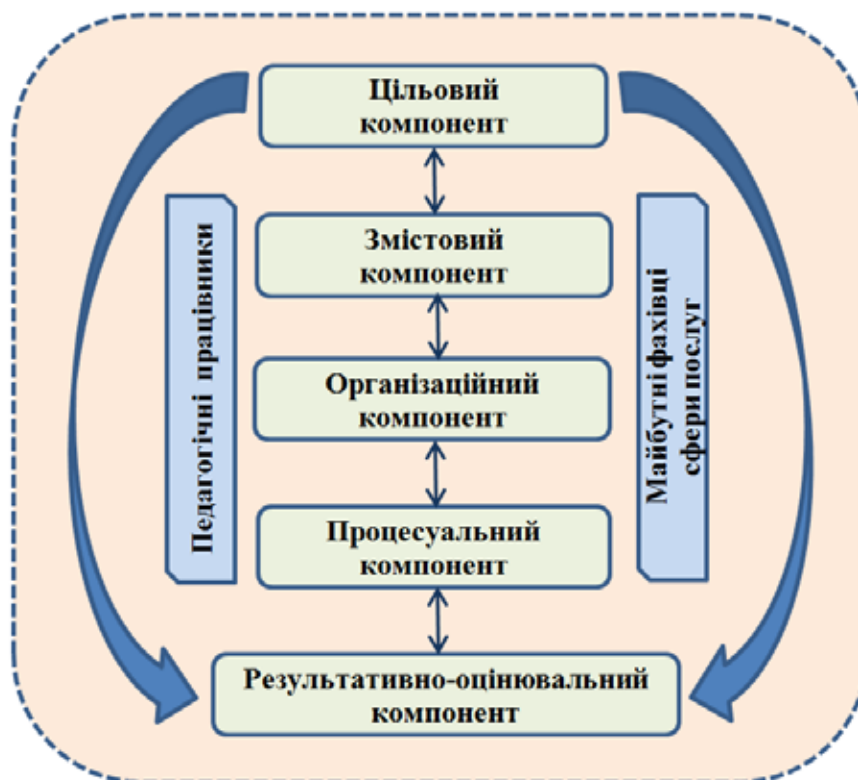 Цільовий
компонент
Змістовий
компонент
Педагогічні працівники
Майбутні фахівці
сфери послуг
Організаційний
компонент
Процесуальний
компонент
Результативно-оцінювальний
компонент